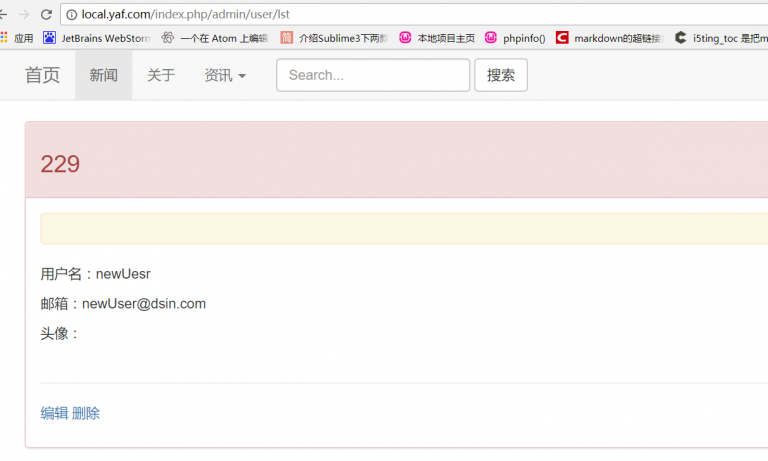 local.yaf.com/index.php/admin/user/lst
应用 JetBrains WebStorm 一个在 Atom 上编辑 介绍Sublime3下两款 本地项目主页 phpinfo() markdown的超链接 i5ting_toc 是把m
首页 新闻 关于 资讯 Search... 搜索
229
用户名：newUesr
邮箱：newUser@dsin.com
头像：
编辑 删除